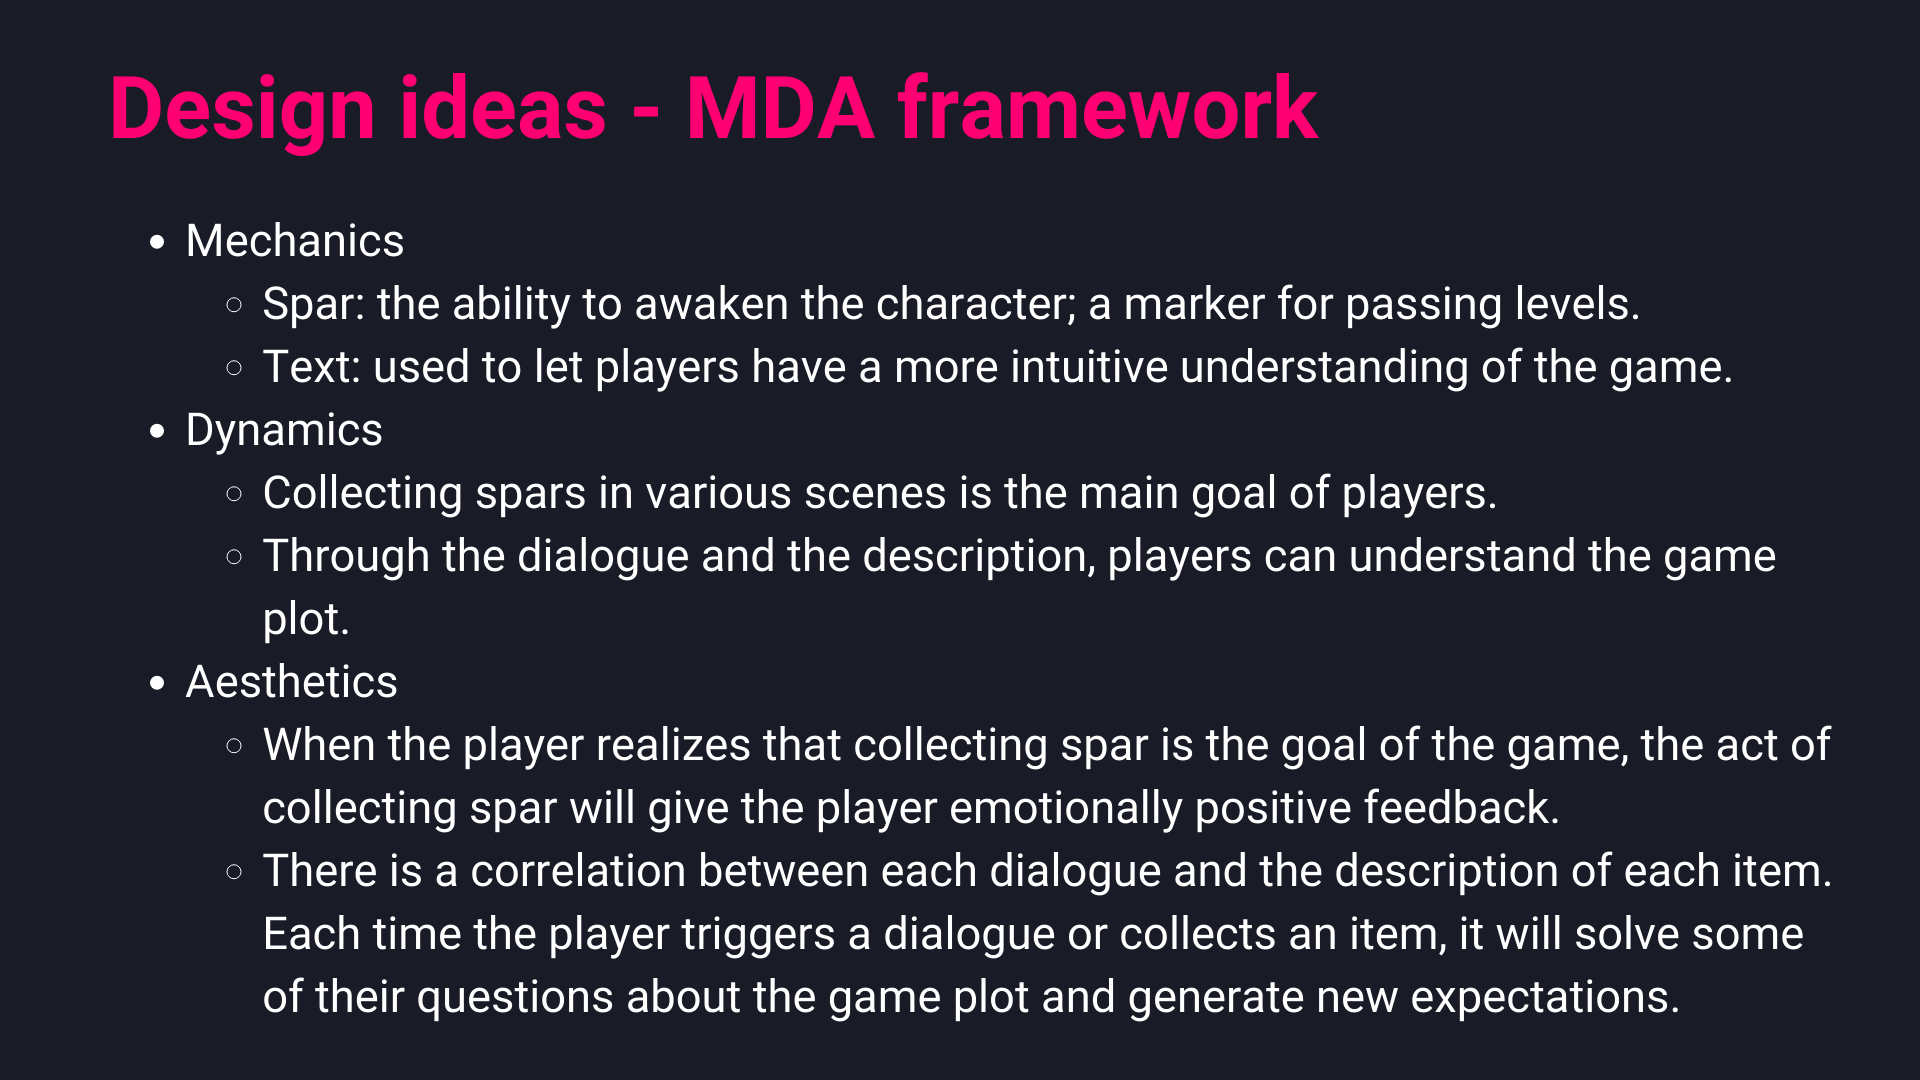 Design ideas - MDA framework
• Mechanics
○ Spar: the ability to awaken the character; a marker for passing levels.
○ Text: used to let players have a more intuitive understanding of the game.
• Dynamics
○ Collecting spars in various scenes is the main goal of players.
○ Through the dialogue and the description, players can understand the game
plot.
• Aesthetics
○ When the player realizes that collecting spar is the goal of the game, the act of
collecting spar will give the player emotionally positive feedback.
○ There is a correlation between each dialogue and the description of each item.
Each time the player triggers a dialogue or collects an item, it will solve some
of their questions about the game plot and generate new expectations.